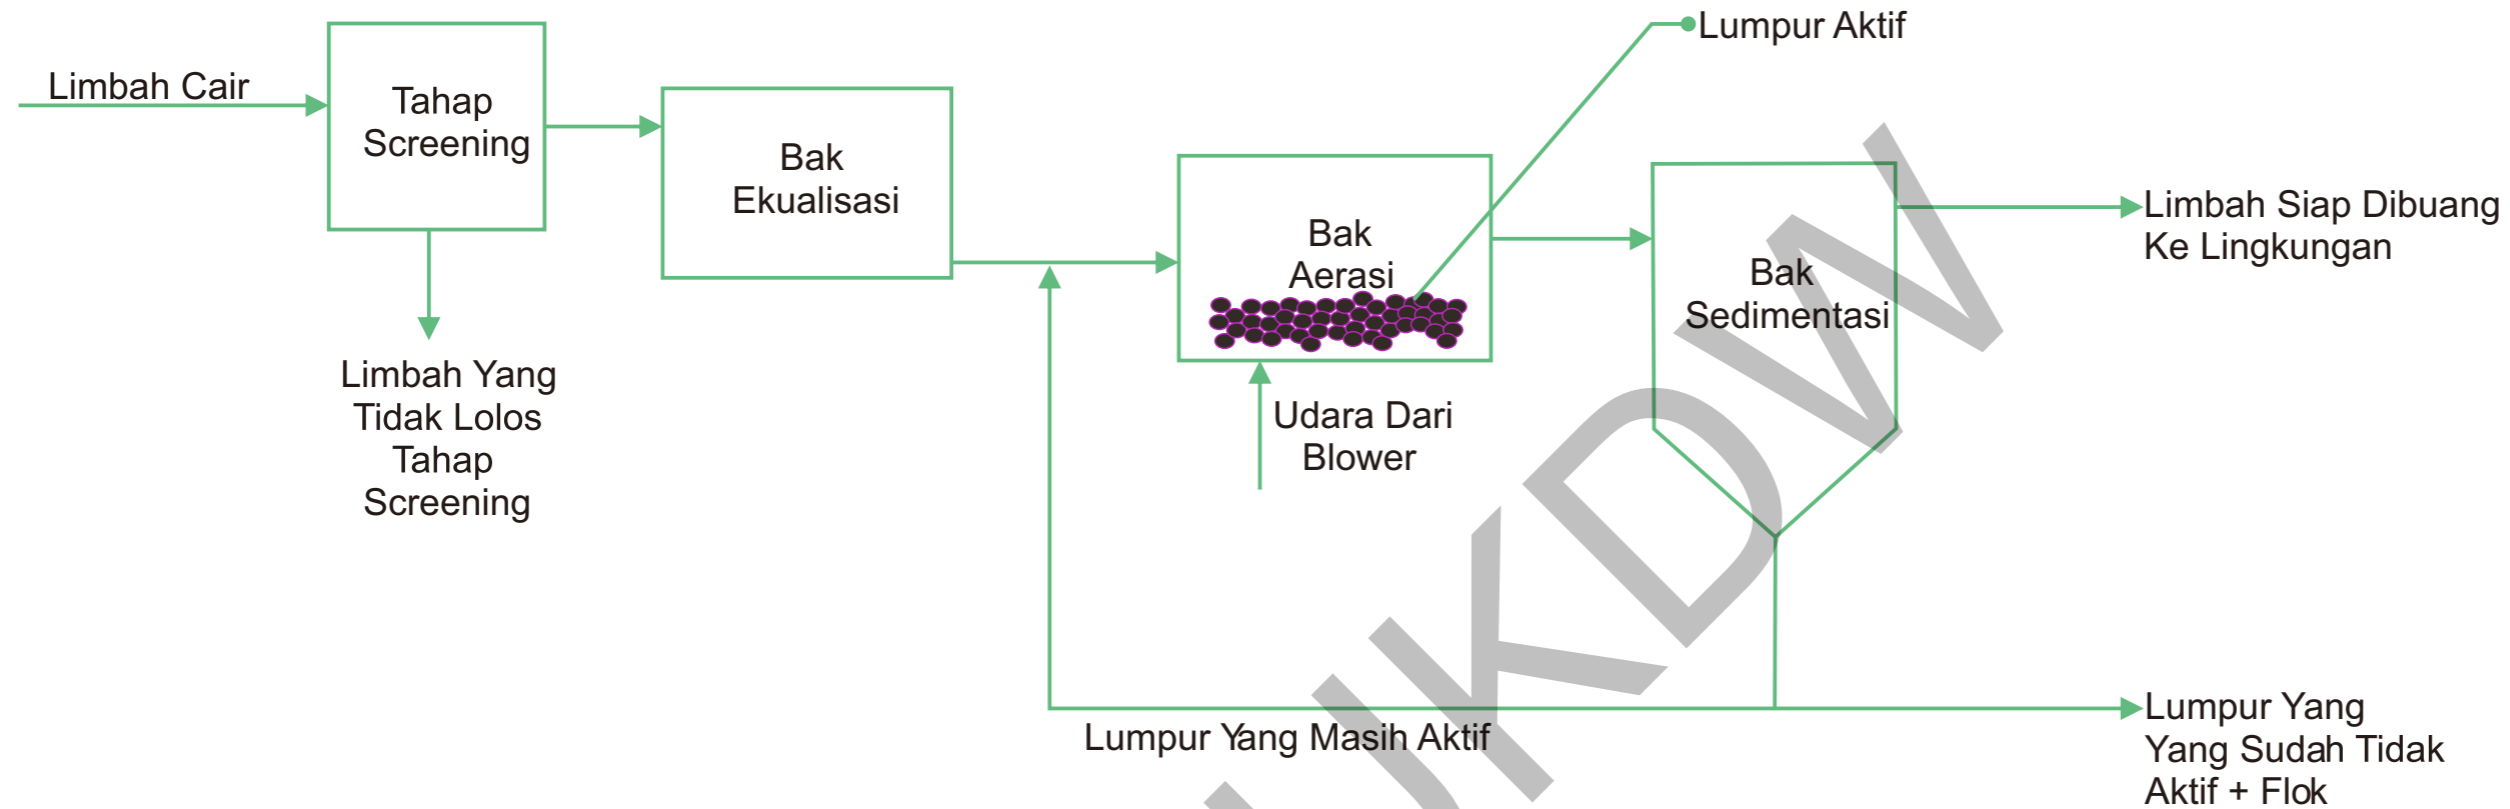 Limbah Cair
Tahap
Screening
Limbah Yang
Tidak Lolos
Tahap
Screening
Bak
Ekualisasi
Bak
Aerasi
Udara Dari
Blower
Lumpur Aktif
Bak
Sedimentasi
Limbah Siap Dibuang
Ke Lingkungan
Lumpur Yang Masih Aktif
Lumpur Yang
Yang Sudah Tidak
Aktif + Flok
UKDW